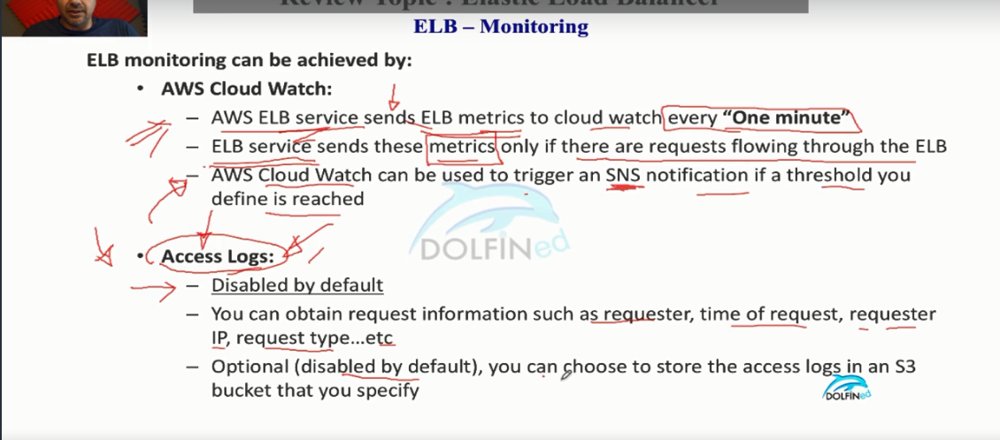 Review Topic : Elastic Load Balancer
ELB – Monitoring
ELB monitoring can be achieved by:
• AWS Cloud Watch:
– AWS ELB service sends ELB metrics to cloud watch every “One minute”
– ELB service sends these metrics only if there are requests flowing through the ELB
– AWS Cloud Watch can be used to trigger an SNS notification if a threshold you
define is reached
DOLFINed
• Access Logs:
– Disabled by default
– You can obtain request information such as requester, time of request, requester
IP, request type...etc
– Optional (disabled by default), you can choose to store the access logs in an S3
bucket that you specify
DOLFINed